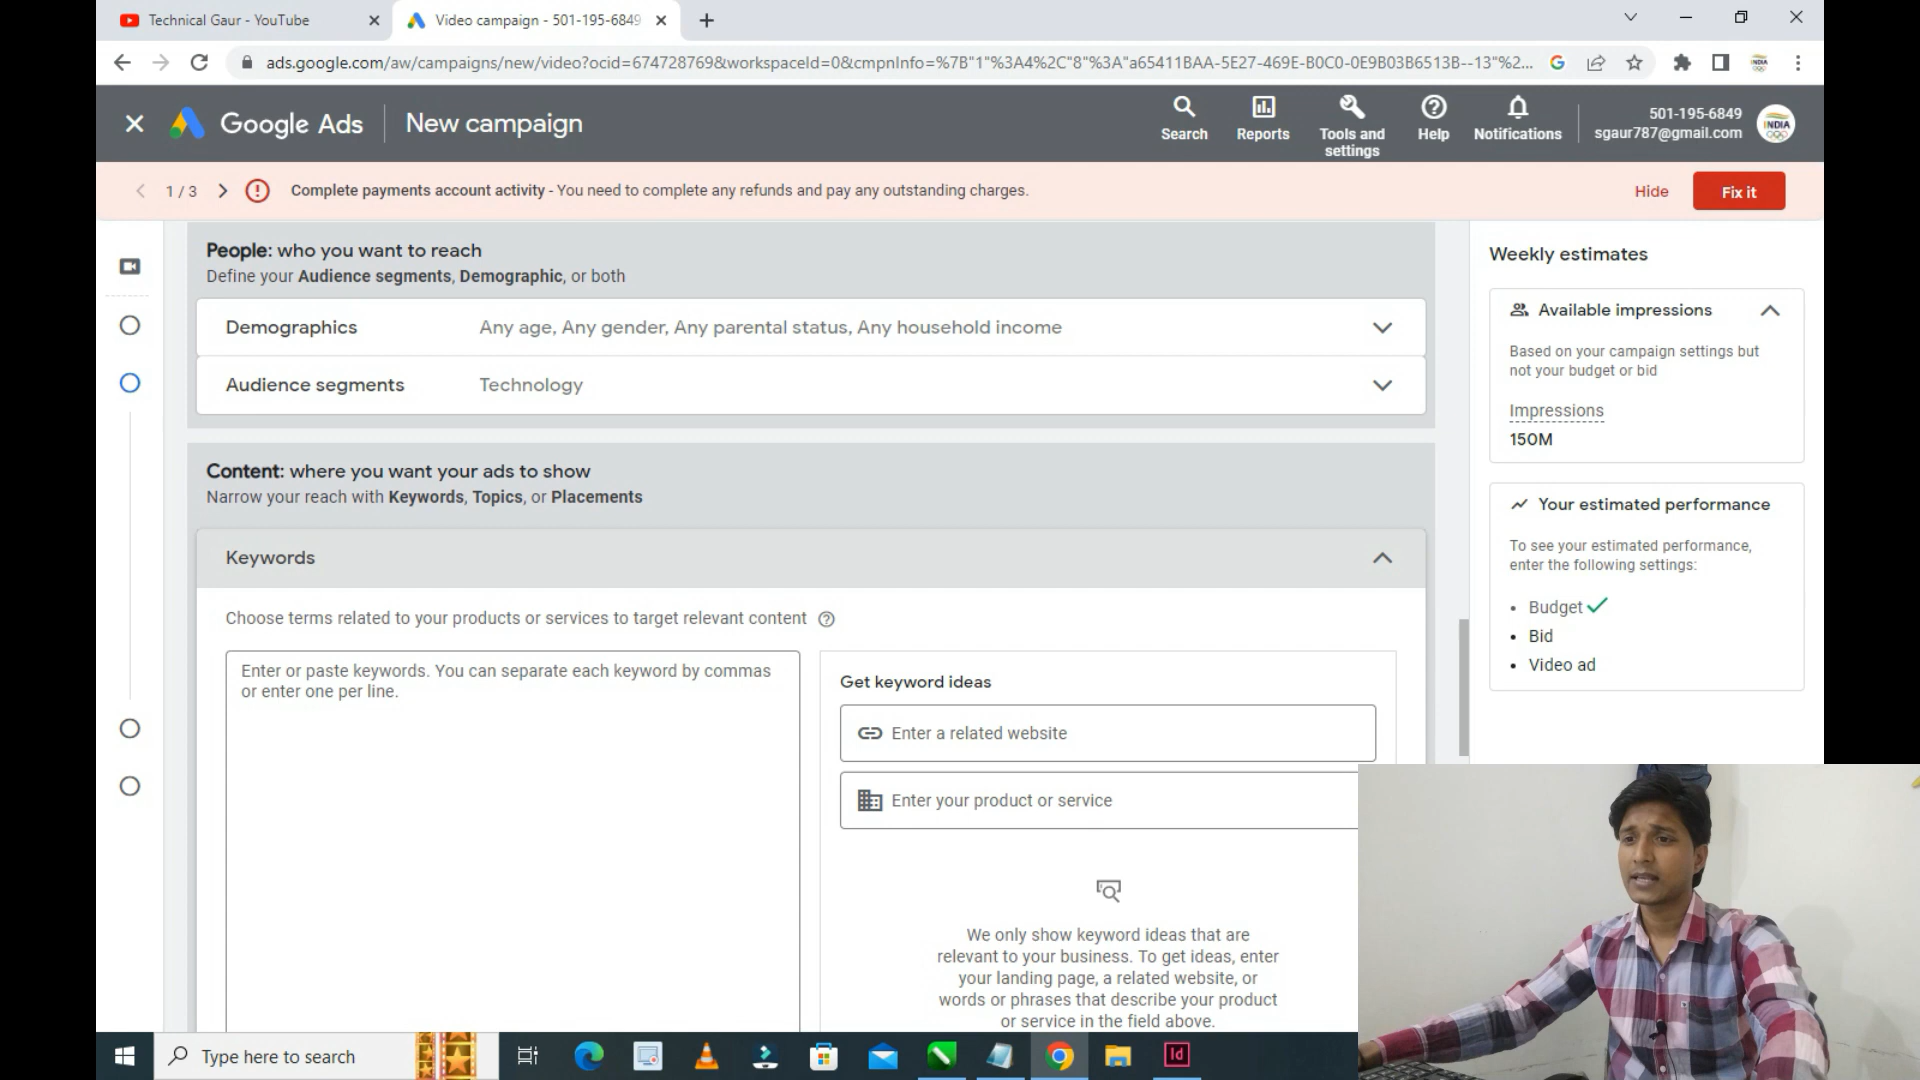 Technical Gaur - YouTube
Video campaign - 501-195-6849
ads.google.com/aw/campaigns/new/video?ocid=674728769&workspaceId=0&cmpnInfo=%7B"1"%3A4%2C"8"%3A"a65411BAA-5E27-469E-B0C0-0E9B03B6513B--13"%2...
Google Ads
New campaign
Search
Reports
Tools and settings
Help
Notifications
501-195-6849
sgaur787@gmail.com
INDIA
1 / 3
Complete payments account activity - You need to complete any refunds and pay any outstanding charges.
Hide
Fix it
People: who you want to reach
Define your Audience segments, Demographic, or both
Demographics
Any age, Any gender, Any parental status, Any household income
Audience segments
Technology
Content: where you want your ads to show
Narrow your reach with Keywords, Topics, or Placements
Keywords
Choose terms related to your products or services to target relevant content
Enter or paste keywords. You can separate each keyword by commas
or enter one per line.
Get keyword ideas
Enter a related website
Enter your product or service
We only show keyword ideas that are
relevant to your business. To get ideas, enter
your landing page, a related website, or
words or phrases that describe your product
or service in the field above.
Weekly estimates
Available impressions
Based on your campaign settings but
not your budget or bid
Impressions
150M
Your estimated performance
To see your estimated performance,
enter the following settings:
• Budget
• Bid
• Video ad
Type here to search
Id